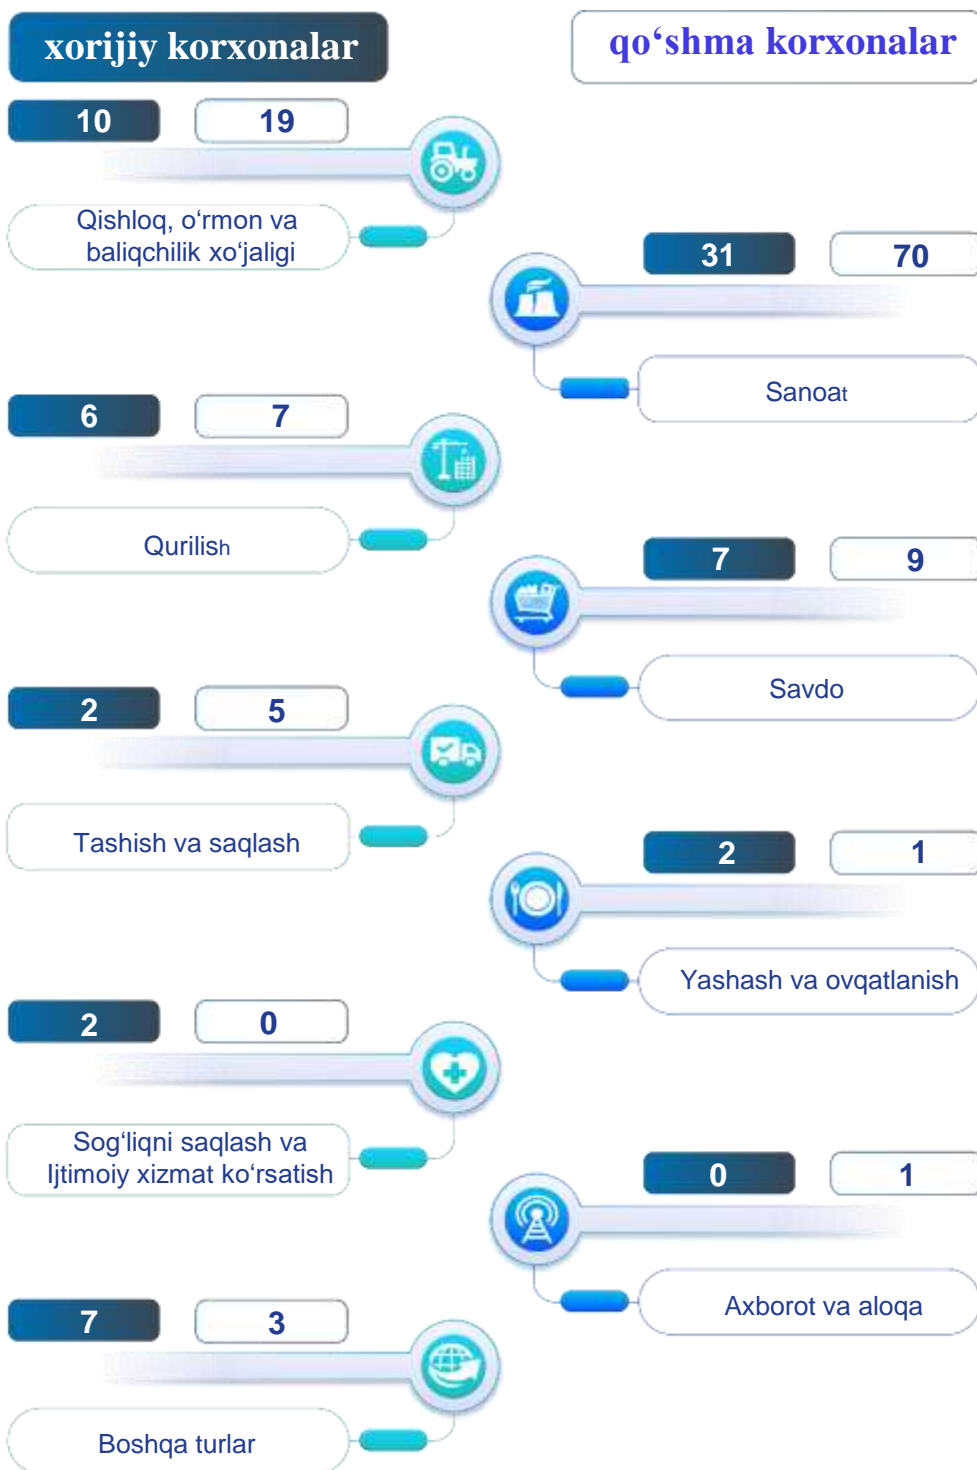 xorijiy korxonalar
qo‘shma korxonalar
10 19
Qishloq, o‘rmon va
baliqchilik xo‘jaligi
31 70
Sanoat
6 7
Qurilish
7 9
Savdo
2 5
Tashish va saqlash
2 1
Yashash va ovqatlanish
2 0
Sog‘liqni saqlash va
Ijtimoiy xizmat ko‘rsatish
0 1
Axborot va aloqa
7 3
Boshqa turlar